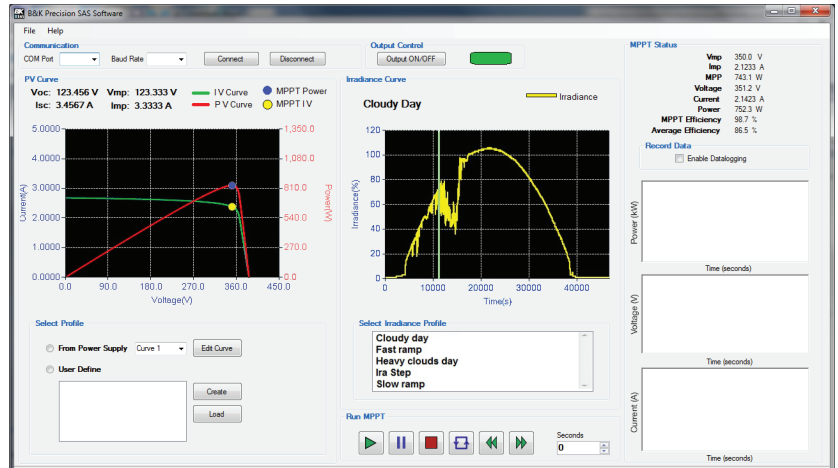 B&K Precision SAS Software
File Help
Communication
COM Port Baud Rate Connect Disconnect
Output Control
Output ON/OFF
PV Curve
Voc: 123.456 V Vmp: 123.333 V
Isc: 3.4567 A Imp: 3.3333 A
I V Curve MPPT Power
P V Curve MPPT I V
5.0000
4.0000
3.0000
2.0000
1.0000
0.0000
Current(A)
1,350.0
1,080.0
810.0
540.0
270.0
0.0
Power(W)
0.0 90.0 180.0 270.0 360.0 450.0
Voltage(V)
Select Profile
From Power Supply Curve 1 Edit Curve
User Define
Create
Load
Irradiance Curve
Cloudy Day
Irradiance
120
100
80
60
40
20
0
Irradiance(%)
0 10000 20000 30000 40000
Time(s)
Select Irradiance Profile
Cloudy day
Fast ramp
Heavy clouds day
Ira Step
Slow ramp
Run MPPT
Seconds
0
MPPT Status
Vmp 350.0 V
Imp 2.1233 A
MPP 743.1 W
Voltage 351.2 V
Current 2.1423 A
Power 752.3 W
MPPT Efficiency 98.7 %
Average Efficiency 86.5 %
Record Data
Enable Datalogging
Power (kW)
Time (seconds)
Voltage (V)
Time (seconds)
Current (A)
Time (seconds)